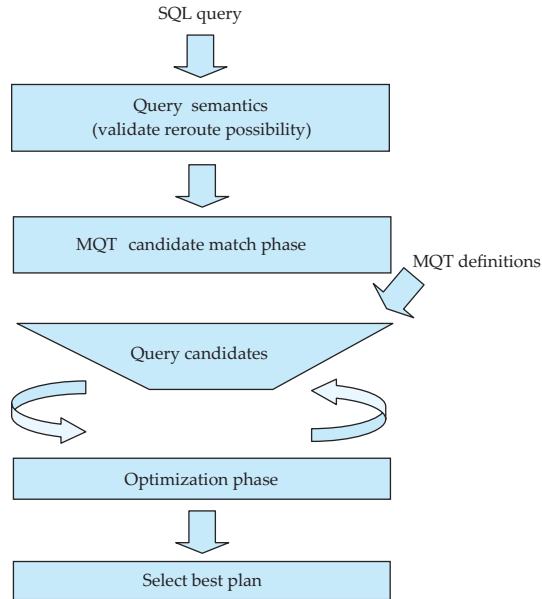 SQL query
Query semantics
(validate reroute possibility)
MQT candidate match phase
MQT definitions
Query candidates
Optimization phase
Select best plan